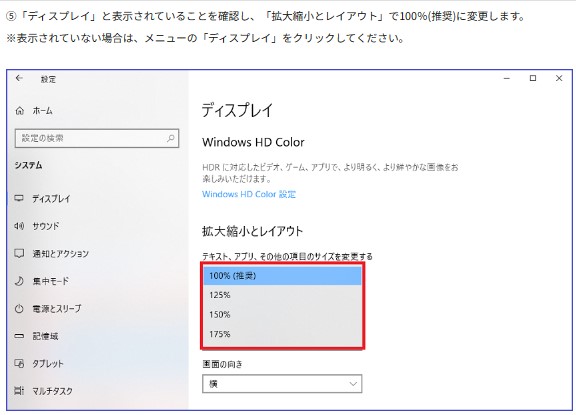 ⑤「ディスプレイ」と表示されていることを確認し、「拡大縮小とレイアウト」で100%(推奨)に変更します。
※表示されていない場合は、メニューの「ディスプレイ」をクリックしてください。
設定
ホーム
設定の検索
システム
ディスプレイ
サウンド
通知とアクション
集中モード
電源とスリープ
記憶域
タブレット
マルチタスク
ディスプレイ
Windows HD Color
HDR に対応したビデオ、ゲーム、アプリで、より明るく、より鮮やかな画像をお
楽しみいただけます。
Windows HD Color 設定
拡大縮小とレイアウト
テキスト、アプリ、その他の項目のサイズを変更する
100% (推奨)
125%
150%
175%
画面の向き
横